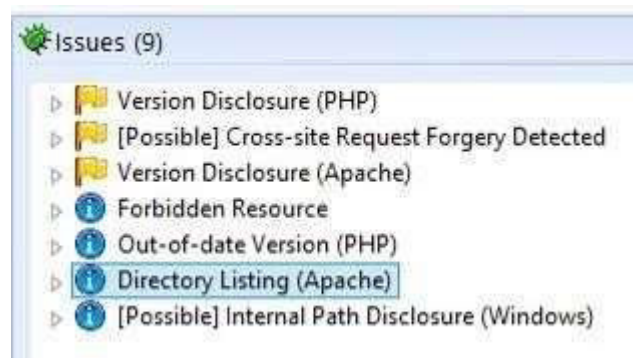 Issues (9)
Version Disclosure (PHP)
[Possible] Cross-site Request Forgery Detected
Version Disclosure (Apache)
Forbidden Resource
Out-of-date Version (PHP)
Directory Listing (Apache)
[Possible] Internal Path Disclosure (Windows)